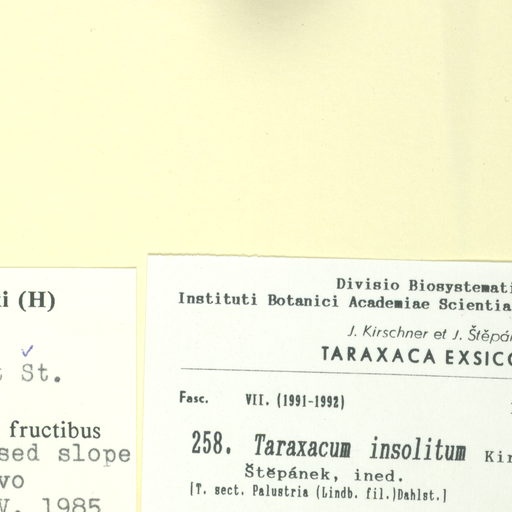 i (H)
St.
fructibus
sed slope
vo
V. 1985
Divisio Biosystemati
Instituti Botanici Academiae Scientia
J. Kirschner et J. Štěpán
TARAXACA EXSICC
Fasc. VII. (1991-1992)
258. Taraxacum insolitum Kir
Štěpánek, ined.
[T. sect. Palustria (Lindb. fil.)Dahlst.]